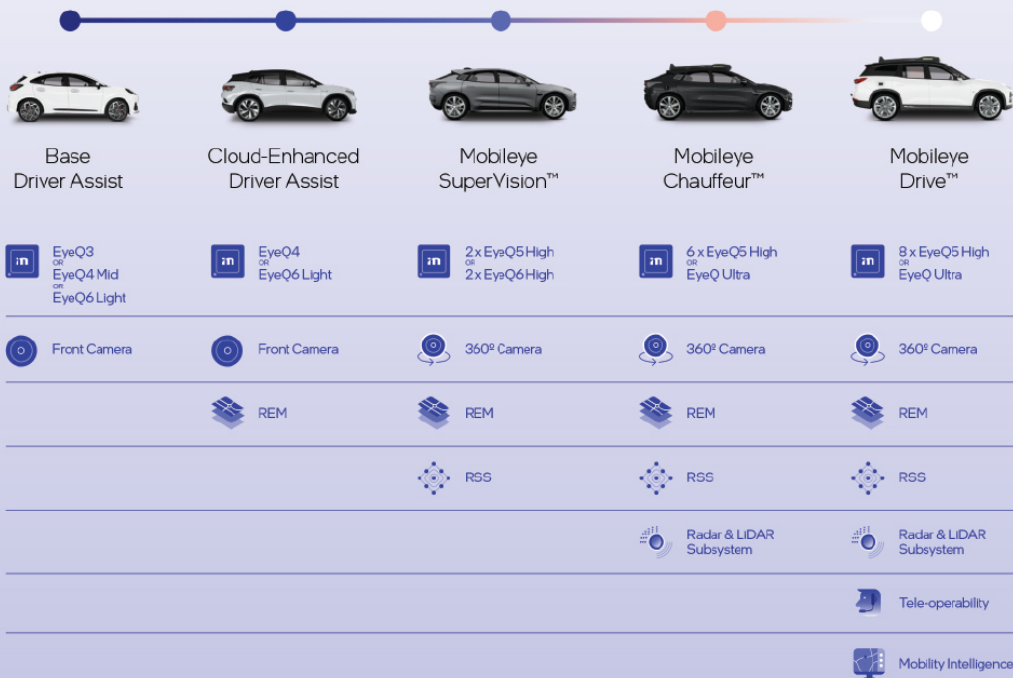 Base
Driver Assist
Cloud-Enhanced
Driver Assist
Mobileye
SuperVision™
Mobileye
Chauffeur™
Mobileye
Drive™
EyeQ3
OR
EyeQ4 Mid
OR
EyeQ6 Light
EyeQ4
OR
EyeQ6 Light
2 x EyeQ5 High
OR
2 x EyeQ6 High
6 x EyeQ5 High
OR
EyeQ Ultra
8 x EyeQ5 High
OR
EyeQ Ultra
Front Camera
Front Camera
360º Camera
360º Camera
360º Camera
REM
REM
REM
REM
RSS
RSS
RSS
Radar & LiDAR
Subsystem
Radar & LiDAR
Subsystem
Tele-operability
Mobility Intelligence